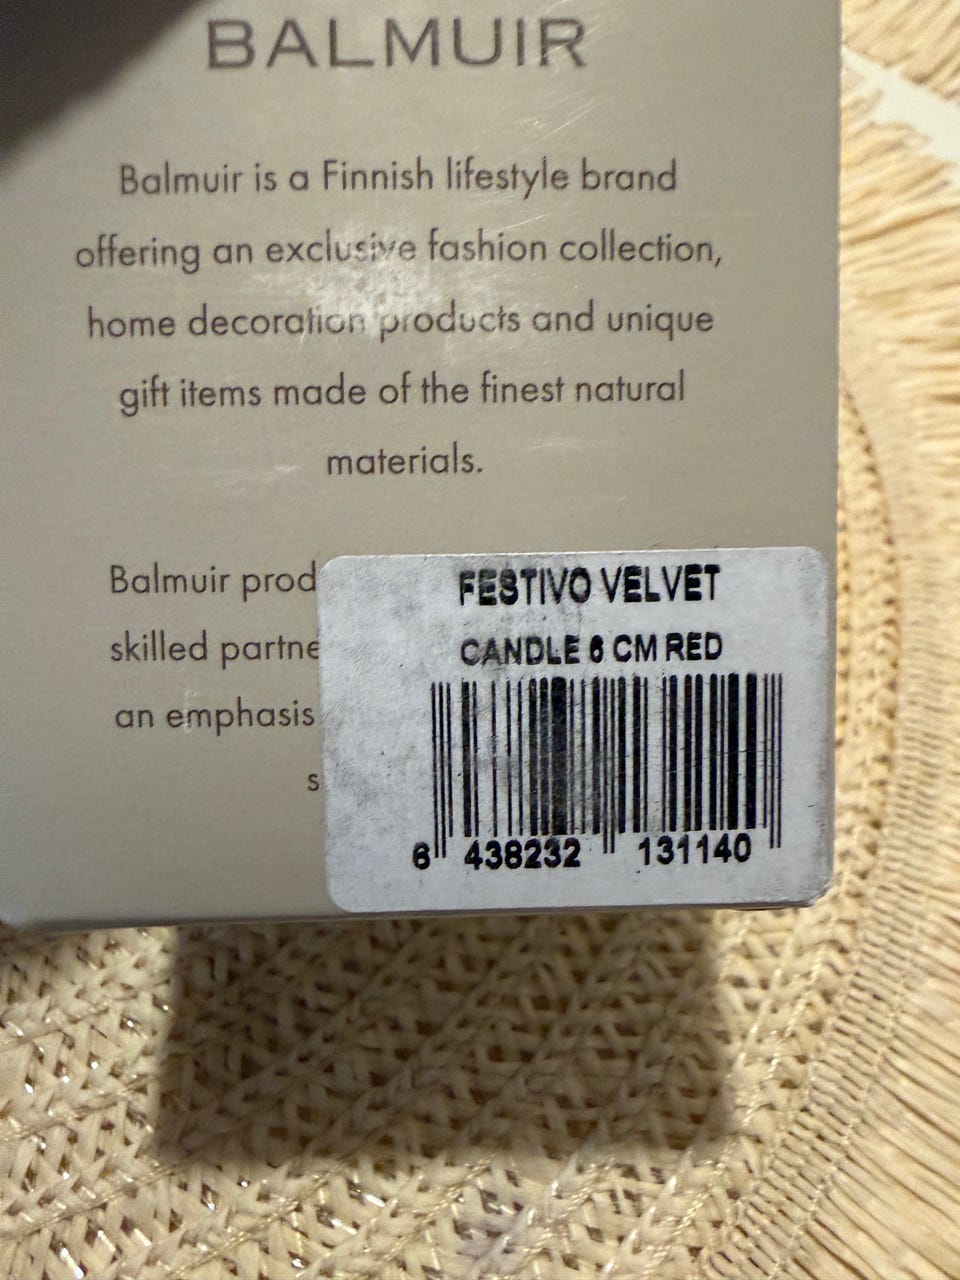 BALMUIR
Balmuir is a Finnish lifestyle brand
offering an exclusive fashion collection,
home decoration products and unique
gift items made of the finest natural
materials.
Balmuir prod
skilled partne
an emphasis
s
FESTIVO VELVET
CANDLE 6 CM RED
6 438232 131140